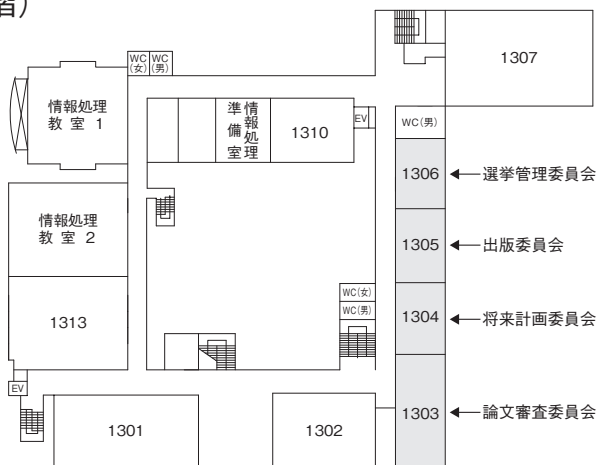 階)
WC WC
(女) (男)
1307
情報処理
教 室 1
情報処理
準備室
1310
EV
WC(男)
1306
選挙管理委員会
情報処理
教 室 2
1305
出版委員会
WC(女)
WC(男)
1313
1304
将来計画委員会
EV
1301
1302
1303
論文審査委員会